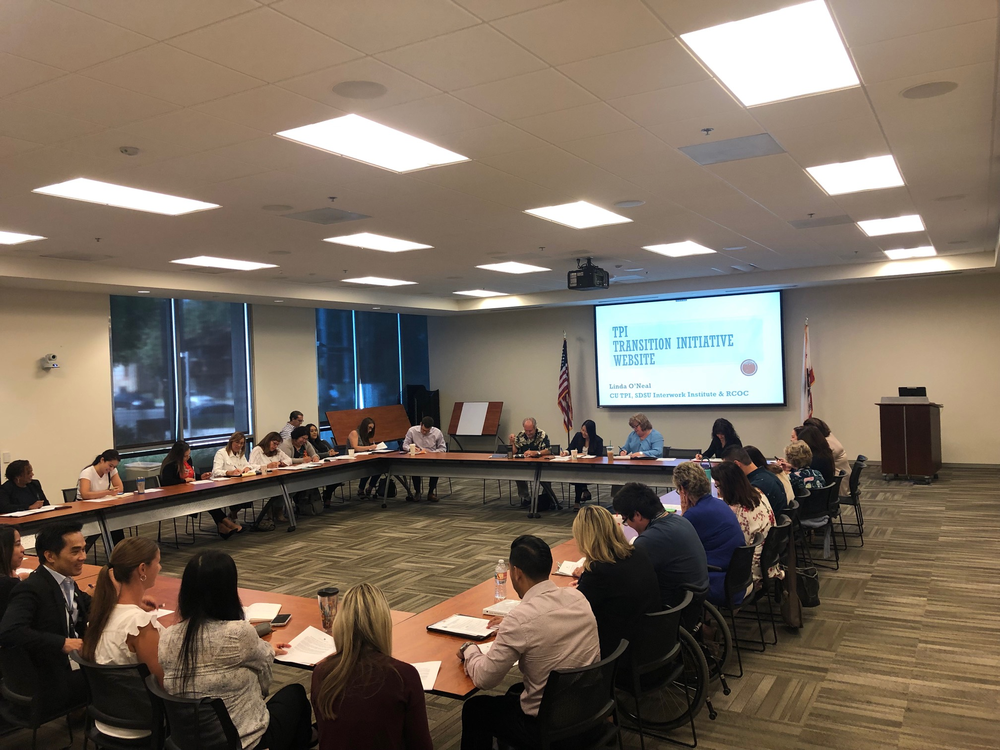 TPI
TRANSITION INITIATIVE
WEBSITE
Linda O'Neal
CU TPI, SDSU Interwork Institute & RCOC